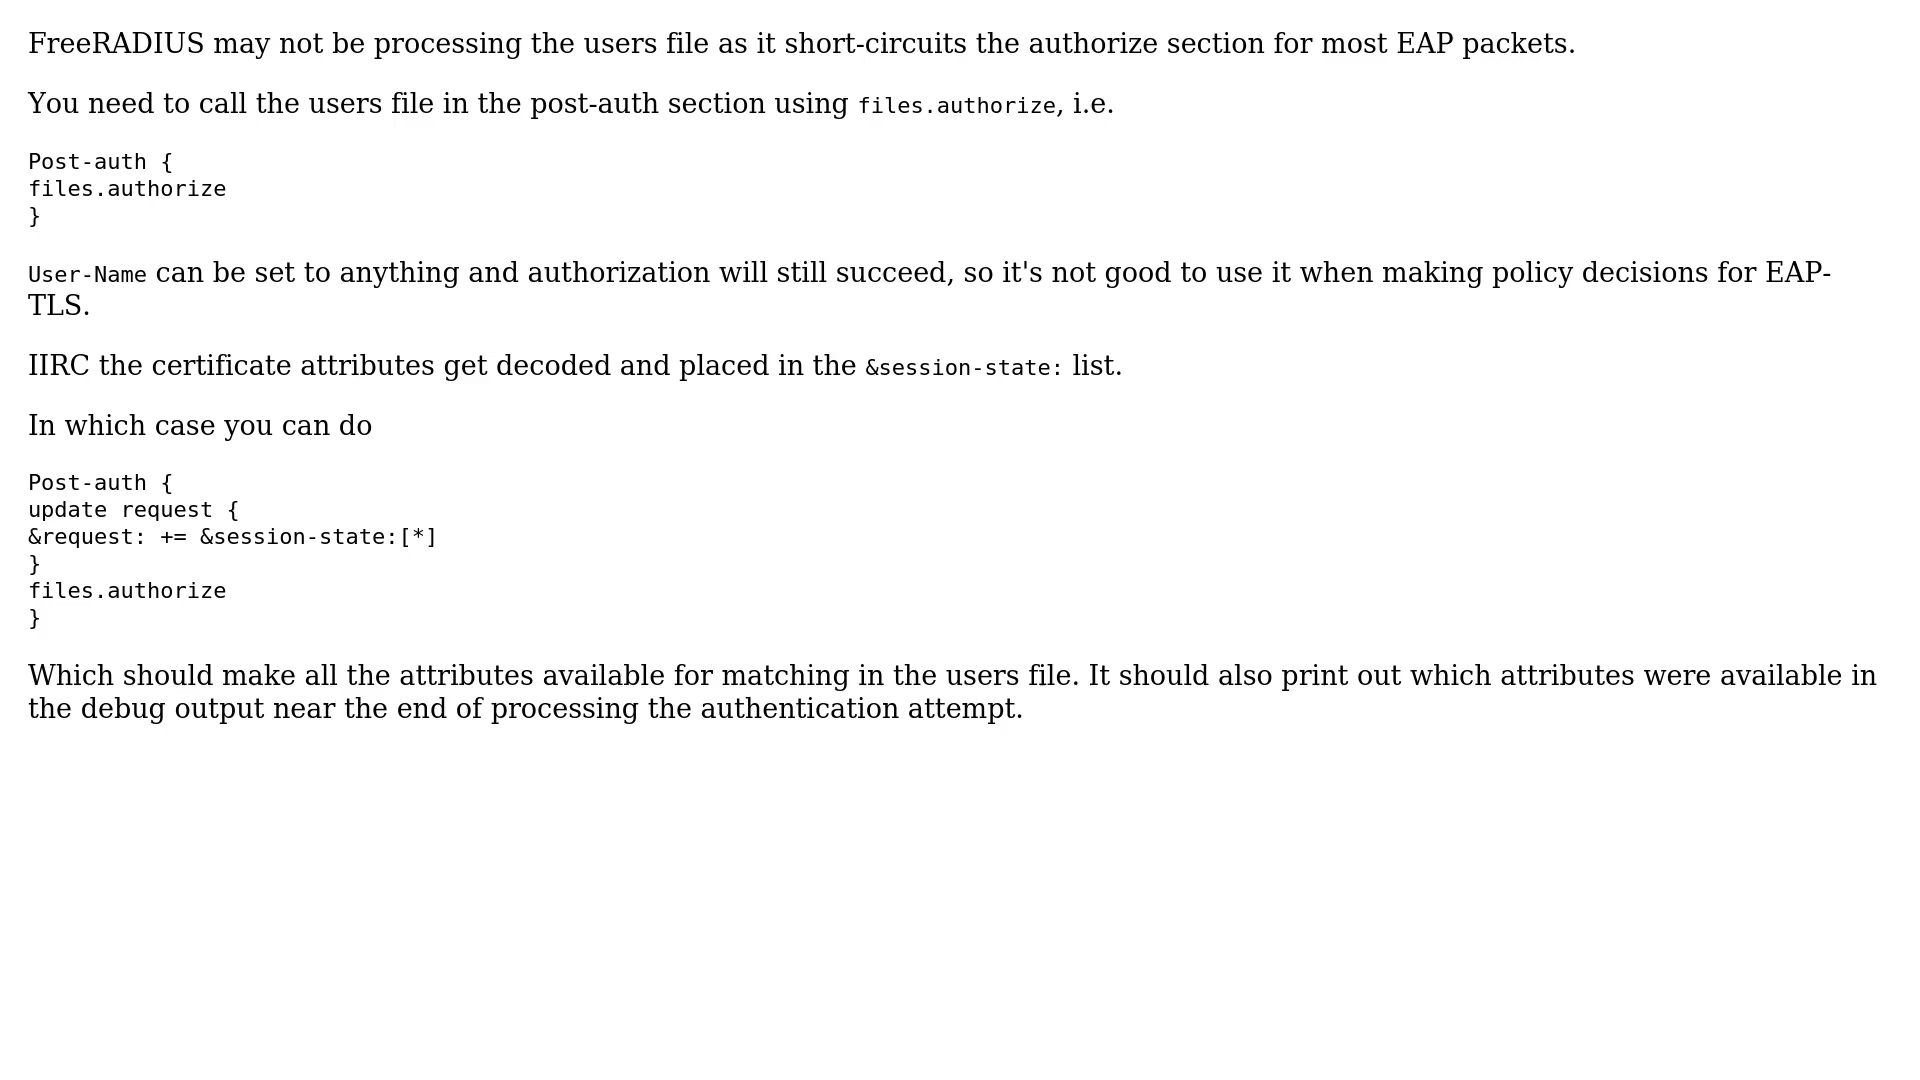 FreeRADIUS may not be processing the users file as it short-circuits the authorize section for most EAP packets.
You need to call the users file in the post-auth section using files.authorize, i.e.
Post-auth {
files.authorize
}
User-Name can be set to anything and authorization will still succeed, so it's not good to use it when making policy decisions for EAP-
TLS.
IIRC the certificate attributes get decoded and placed in the &session-state: list.
In which case you can do
Post-auth {
update request {
&request: += &session-state:[*]
}
files.authorize
}
Which should make all the attributes available for matching in the users file. It should also print out which attributes were available in
the debug output near the end of processing the authentication attempt.